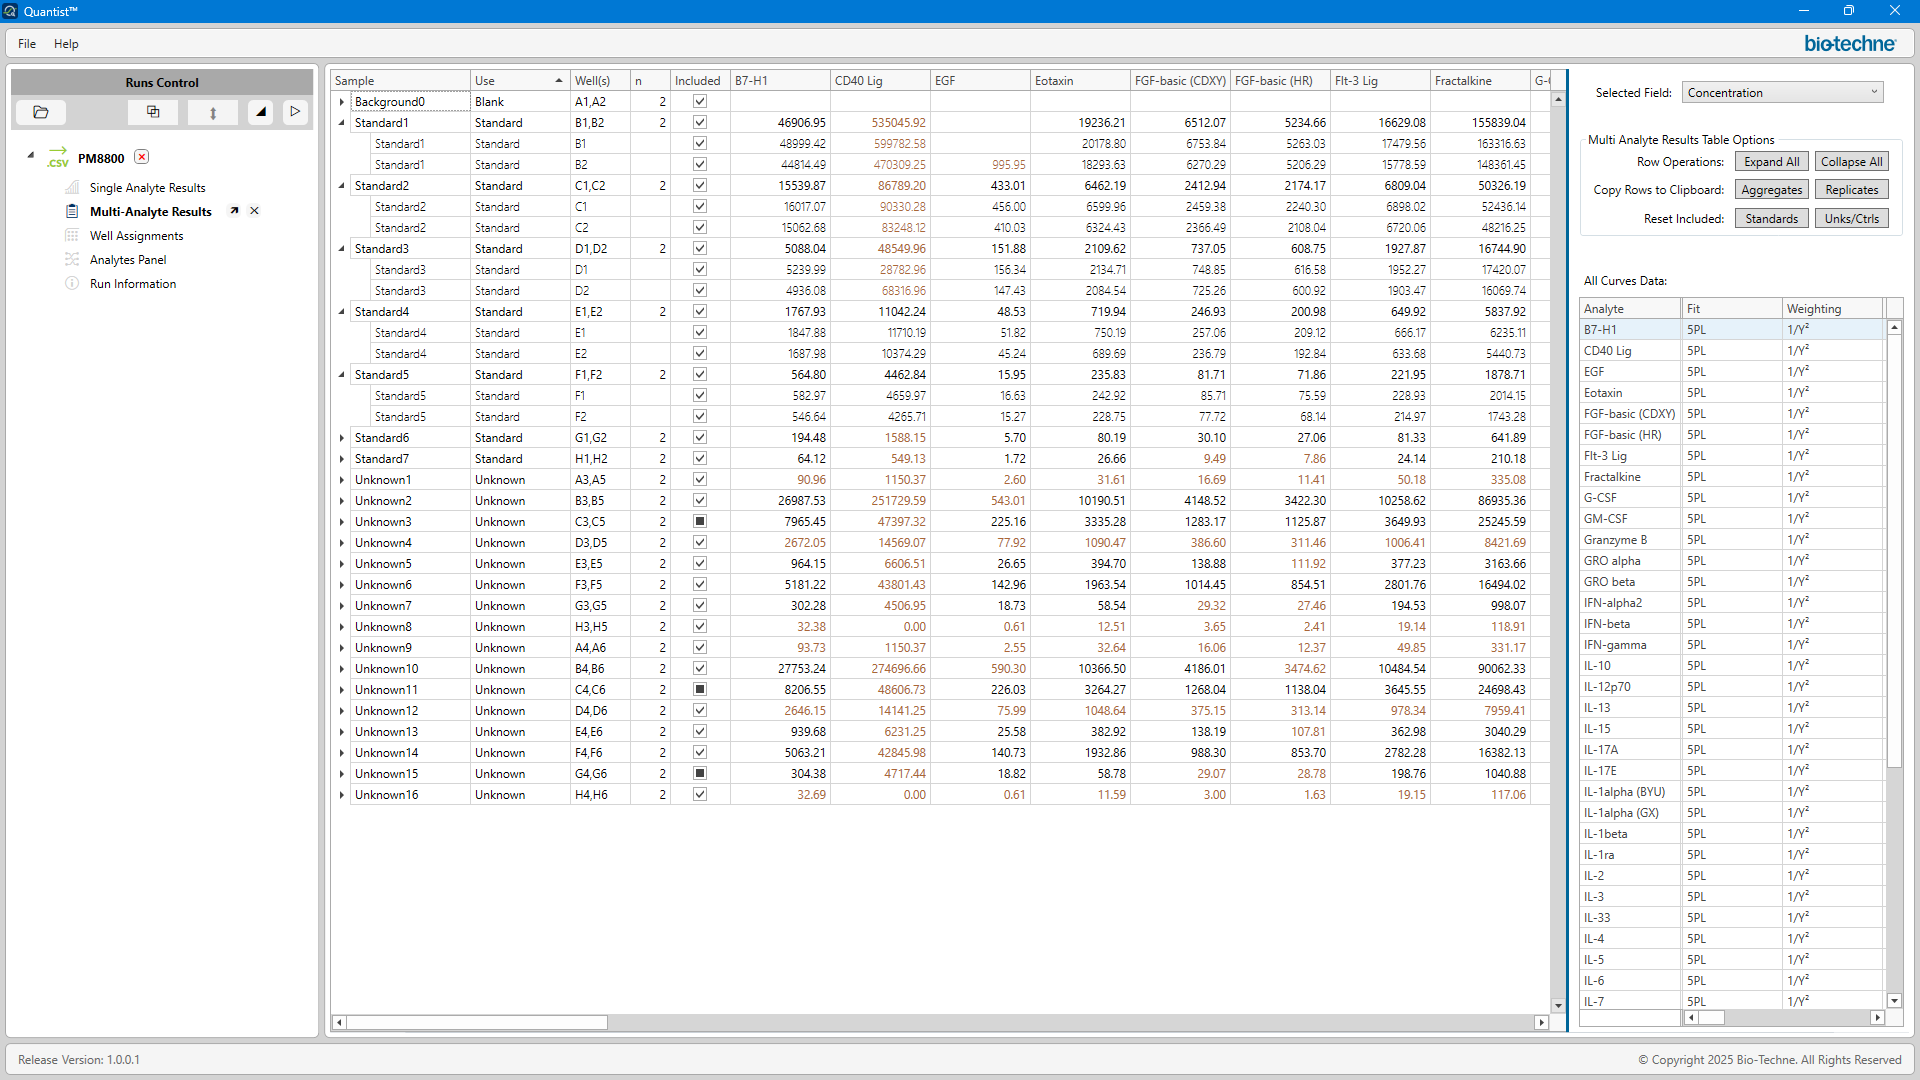 Quantist™
File Help
bio-techne
Runs Control
.csv PM8800
Single Analyte Results
Multi-Analyte Results
Well Assignments
Analytes Panel
Run Information
Sample Use Well(s) n Included B7-H1 CD40 Lig EGF Eotaxin FGF-basic (CDXY) FGF-basic (HR) Flt-3 Lig Fractalkine
Background0 Blank A1,A2 2
Standard1 Standard B1,B2 2 46906.95 535045.92 19236.21 6512.07 5234.66 16629.08 155839.04
Standard1 Standard B1 48999.42 599782.58 20178.80 6753.84 5263.03 17479.56 163316.63
Standard1 Standard B2 44814.49 470309.25 995.95 18293.63 6270.29 5206.29 15778.59 148361.45
Standard2 Standard C1,C2 2 15539.87 86789.20 433.01 6462.19 2412.94 2174.17 6809.04 50326.19
Standard2 Standard C1 16017.07 90330.28 456.00 6599.96 2459.38 2240.30 6898.02 52436.14
Standard2 Standard C2 15062.68 83248.12 410.03 6324.43 2366.49 2108.04 6720.06 48216.25
Standard3 Standard D1,D2 2 5088.04 48549.96 151.88 2109.62 737.05 608.75 1927.87 16744.90
Standard3 Standard D1 5239.99 28782.96 156.34 2134.71 748.85 616.58 1952.27 17420.07
Standard3 Standard D2 4936.08 68316.96 147.43 2084.54 725.26 600.92 1903.47 16069.74
Standard4 Standard E1,E2 2 1767.93 11042.24 48.53 719.94 246.93 200.98 649.92 5837.92
Standard4 Standard E1 1847.88 11710.19 51.82 750.19 257.06 209.12 666.17 6235.11
Standard4 Standard E2 1687.98 10374.29 45.24 689.69 236.79 192.84 633.68 5440.73
Standard5 Standard F1,F2 2 564.80 4462.84 15.95 235.83 81.71 71.86 221.95 1878.71
Standard5 Standard F1 582.97 4659.97 16.63 242.92 85.71 75.59 228.93 2014.15
Standard5 Standard F2 546.64 4265.71 15.27 228.75 77.72 68.14 214.97 1743.28
Standard6 Standard G1,G2 2 194.48 1588.15 5.70 80.19 30.10 27.06 81.33 641.89
Standard7 Standard H1,H2 2 64.12 549.13 1.72 26.66 9.49 7.86 24.14 210.18
Unknown1 Unknown A3,A5 2 90.96 1150.37 2.60 31.61 16.69 11.41 50.18 335.08
Unknown2 Unknown B3,B5 2 26987.53 251729.59 543.01 10190.51 4148.52 3422.30 10258.62 86935.36
Unknown3 Unknown C3,C5 2 7965.45 47397.32 225.16 3335.28 1283.17 1125.87 3649.93 25245.59
Unknown4 Unknown D3,D5 2 2672.05 14569.07 77.92 1090.47 386.60 311.46 1006.41 8421.69
Unknown5 Unknown E3,E5 2 964.15 6606.51 26.65 394.70 138.88 111.92 377.23 3163.66
Unknown6 Unknown F3,F5 2 5181.22 43801.43 142.96 1963.54 1014.45 854.51 2801.76 16494.02
Unknown7 Unknown G3,G5 2 302.28 4506.95 18.73 58.54 29.32 27.46 194.53 998.07
Unknown8 Unknown H3,H5 2 32.38 0.00 0.61 12.51 3.65 2.41 19.14 118.91
Unknown9 Unknown A4,A6 2 93.73 1150.37 2.55 32.64 16.06 12.37 49.85 331.17
Unknown10 Unknown B4,B6 2 27753.24 274696.66 590.30 10366.50 4186.01 3474.62 10484.54 90062.33
Unknown11 Unknown C4,C6 2 8206.55 48606.73 226.03 3264.27 1268.04 1138.04 3645.55 24698.43
Unknown12 Unknown D4,D6 2 2646.15 14141.25 75.99 1048.64 375.15 313.14 978.34 7959.41
Unknown13 Unknown E4,E6 2 939.68 6231.25 25.58 382.92 138.19 107.81 362.98 3040.29
Unknown14 Unknown F4,F6 2 5063.21 42845.98 140.73 1932.86 988.30 853.70 2782.28 16382.13
Unknown15 Unknown G4,G6 2 304.38 4717.44 18.82 58.78 29.07 28.78 198.76 1040.88
Unknown16 Unknown H4,H6 2 32.69 0.00 0.61 11.59 3.00 1.63 19.15 117.06
Selected Field: Concentration
Multi Analyte Results Table Options
Row Operations: Expand All Collapse All
Copy Rows to Clipboard: Aggregates Replicates
Reset Included: Standards Unks/Ctrls
All Curves Data:
Analyte Fit Weighting
B7-H1 5PL 1/Y²
CD40 Lig 5PL 1/Y²
EGF 5PL 1/Y²
Eotaxin 5PL 1/Y²
FGF-basic (CDXY) 5PL 1/Y²
FGF-basic (HR) 5PL 1/Y²
Flt-3 Lig 5PL 1/Y²
Fractalkine 5PL 1/Y²
G-CSF 5PL 1/Y²
GM-CSF 5PL 1/Y²
Granzyme B 5PL 1/Y²
GRO alpha 5PL 1/Y²
GRO beta 5PL 1/Y²
IFN-alpha2 5PL 1/Y²
IFN-beta 5PL 1/Y²
IFN-gamma 5PL 1/Y²
IL-10 5PL 1/Y²
IL-12p70 5PL 1/Y²
IL-13 5PL 1/Y²
IL-15 5PL 1/Y²
IL-17A 5PL 1/Y²
IL-17E 5PL 1/Y²
IL-1alpha (BYU) 5PL 1/Y²
IL-1alpha (GX) 5PL 1/Y²
IL-1beta 5PL 1/Y²
IL-1ra 5PL 1/Y²
IL-2 5PL 1/Y²
IL-3 5PL 1/Y²
IL-33 5PL 1/Y²
IL-4 5PL 1/Y²
IL-5 5PL 1/Y²
IL-6 5PL 1/Y²
IL-7 5PL 1/Y²
Release Version: 1.0.0.1
© Copyright 2025 Bio-Techne. All Rights Reserved